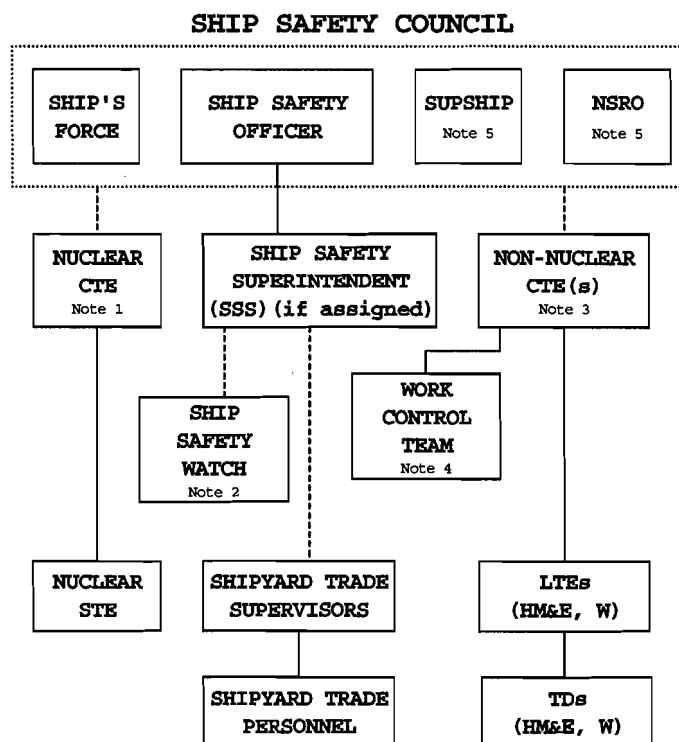 SHIP SAFETY COUNCIL
SHIP'S
FORCE
SHIP SAFETY
OFFICER
SUPSHIP
Note 5
NSRO
Note 5
NUCLEAR
CTE
Note 1
SHIP SAFETY
SUPERINTENDENT
(SSS) (if assigned)
NON-NUCLEAR
CTE(s)
Note 3
SHIP
SAFETY
WATCH
Note 2
WORK
CONTROL
TEAM
Note 4
NUCLEAR
STE
SHIPYARD TRADE
SUPERVISORS
LTEs
(HM&E, W)
SHIPYARD TRADE
PERSONNEL
TDs
(HM&E, W)